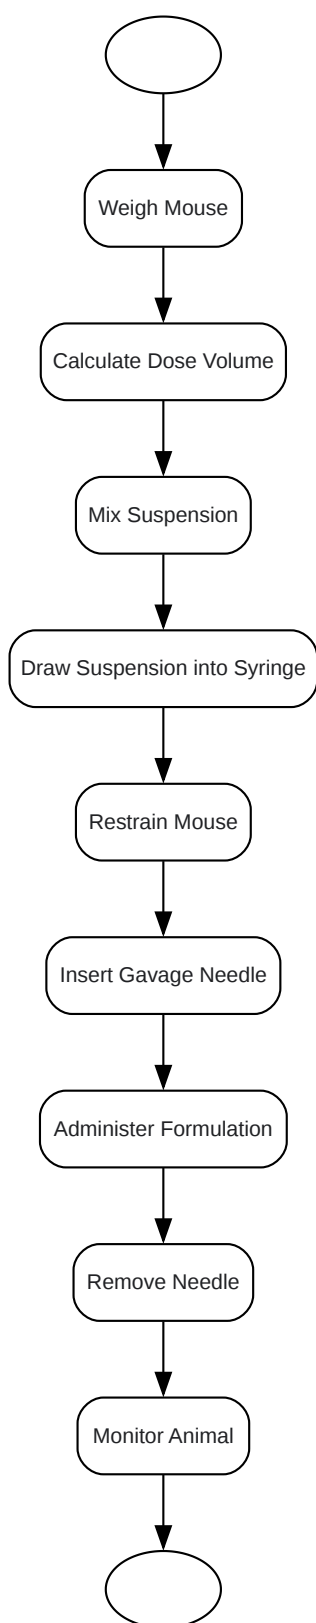 Weigh Mouse
Calculate Dose Volume
Mix Suspension
Draw Suspension into Syringe
Restrain Mouse
Insert Gavage Needle
Administer Formulation
Remove Needle
Monitor Animal